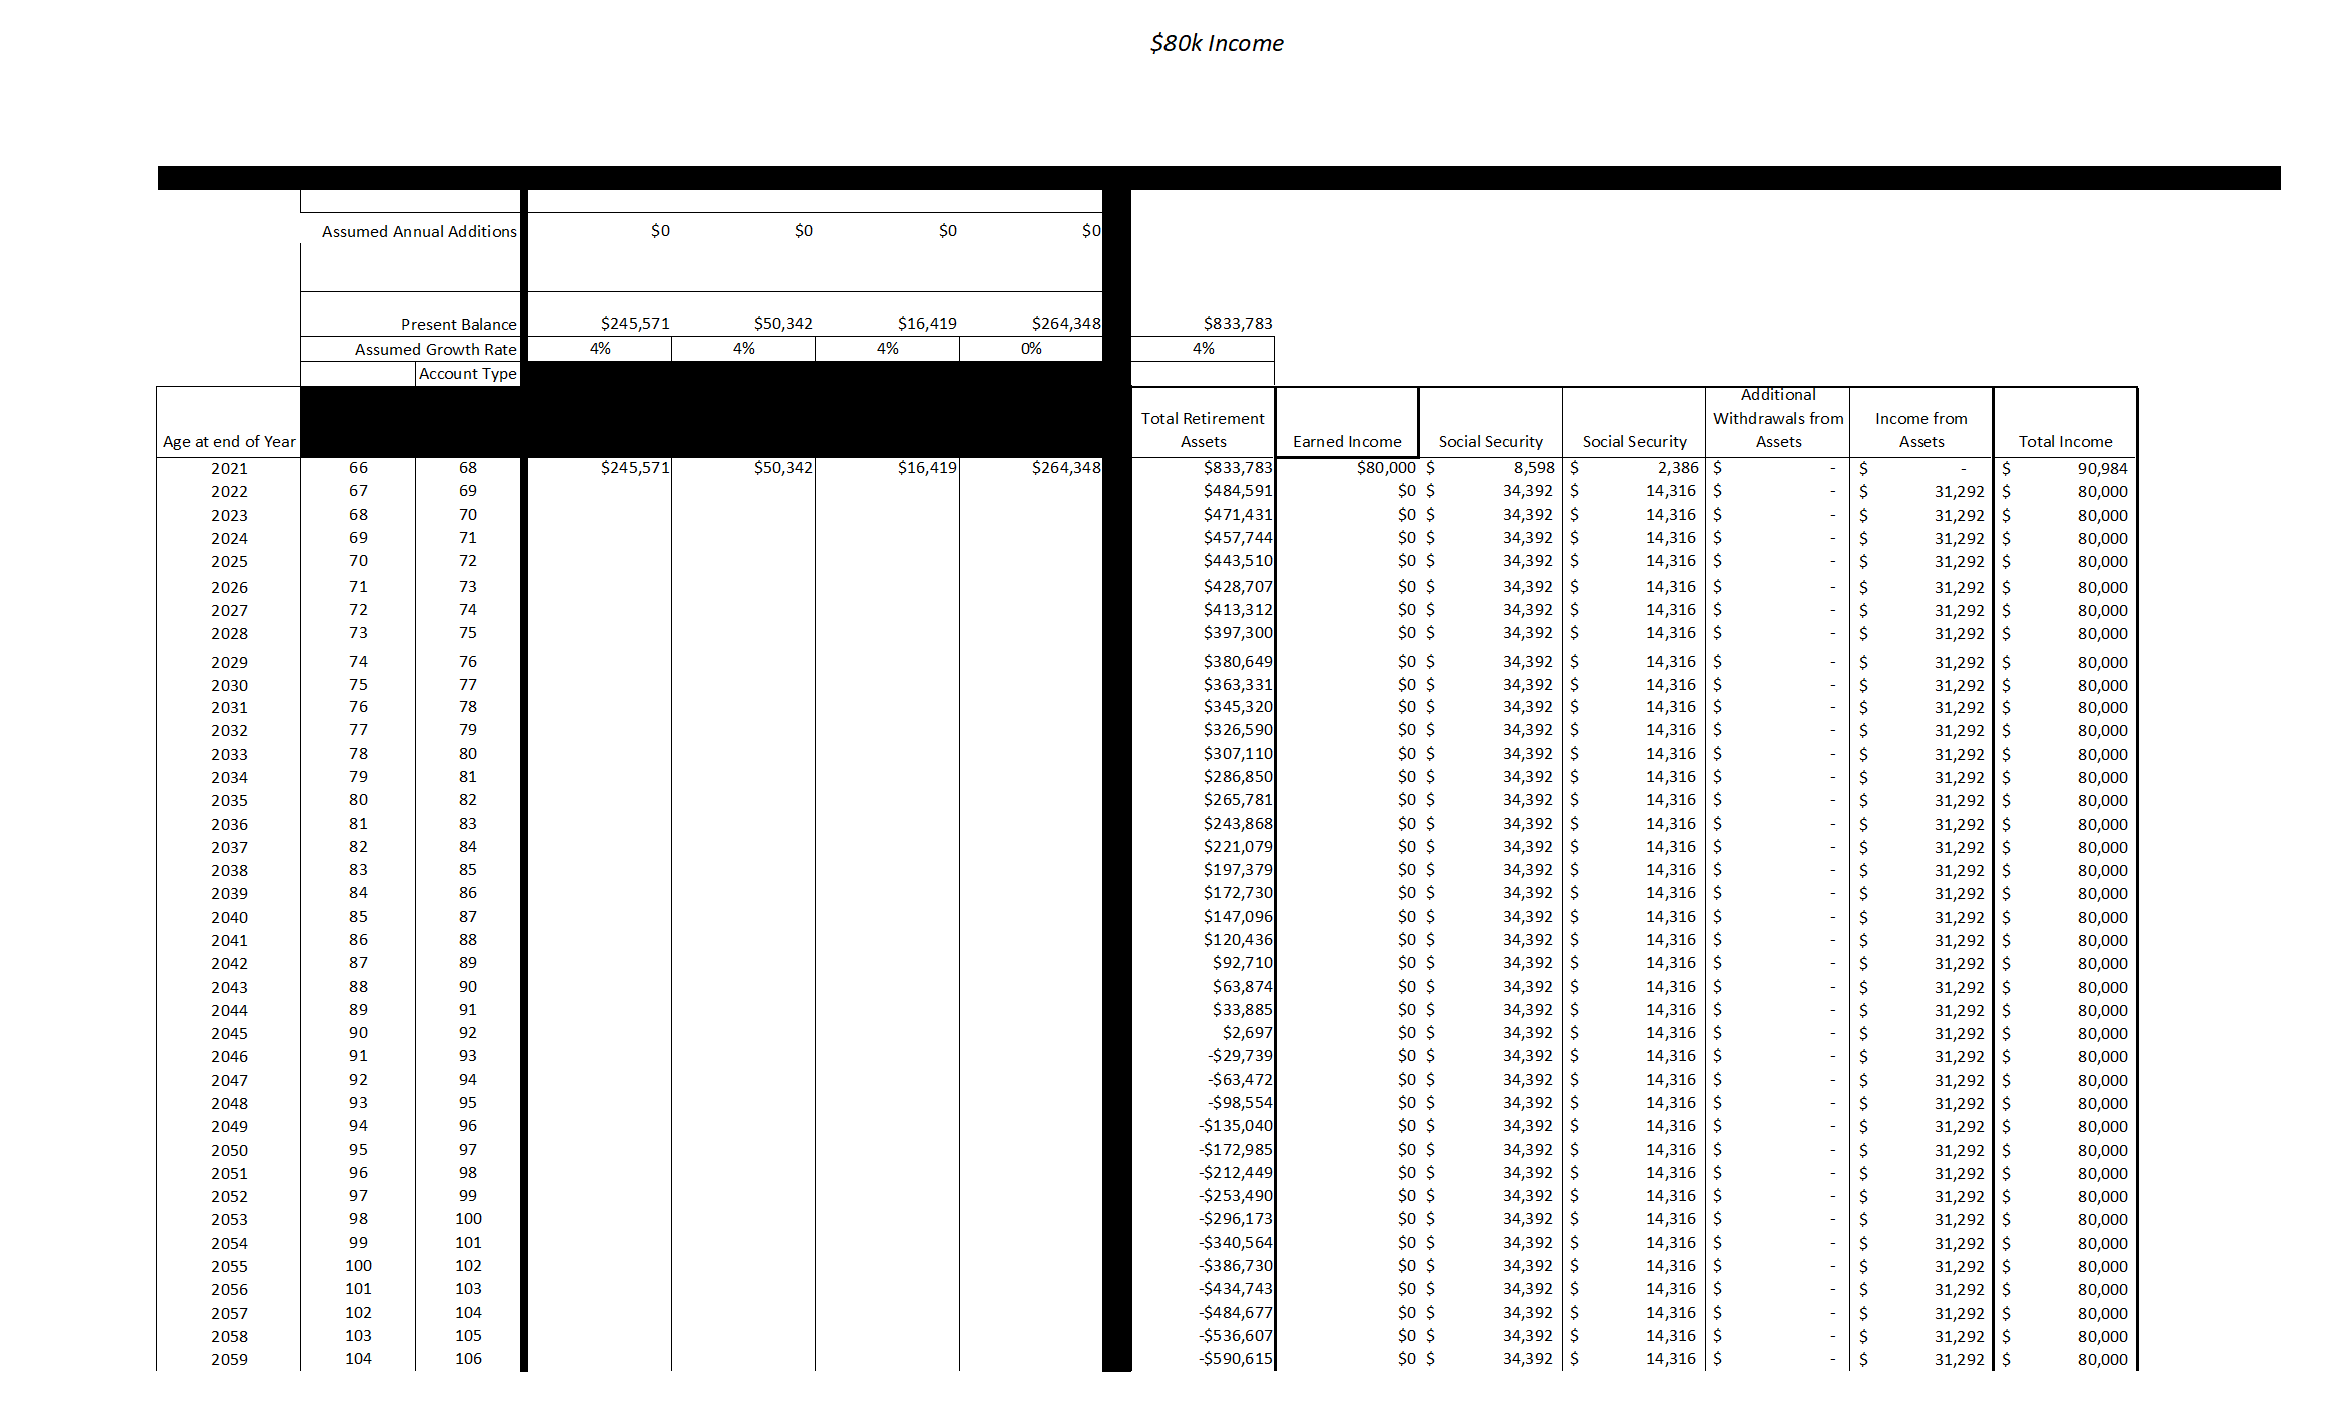 $80k Income
Assumed Annual Additions $0 $0 $0 $0
Present Balance $245,571 $50,342 $16,419 $264,348 $833,783
Assumed Growth Rate 4% 4% 4% 0% 4%
Account Type
Age at end of Year Total Retirement Assets Earned Income Social Security Social Security Additional Withdrawals from Assets Income from Assets Total Income
2021 66 68 $245,571 $50,342 $16,419 $264,348 $833,783 $80,000 $ 8,598 $ 2,386 $ - $ - $ 90,984
2022 67 69 $484,591 $0 $ 34,392 $ 14,316 $ - $ 31,292 $ 80,000
2023 68 70 $471,431 $0 $ 34,392 $ 14,316 $ - $ 31,292 $ 80,000
2024 69 71 $457,744 $0 $ 34,392 $ 14,316 $ - $ 31,292 $ 80,000
2025 70 72 $443,510 $0 $ 34,392 $ 14,316 $ - $ 31,292 $ 80,000
2026 71 73 $428,707 $0 $ 34,392 $ 14,316 $ - $ 31,292 $ 80,000
2027 72 74 $413,312 $0 $ 34,392 $ 14,316 $ - $ 31,292 $ 80,000
2028 73 75 $397,300 $0 $ 34,392 $ 14,316 $ - $ 31,292 $ 80,000
2029 74 76 $380,649 $0 $ 34,392 $ 14,316 $ - $ 31,292 $ 80,000
2030 75 77 $363,331 $0 $ 34,392 $ 14,316 $ - $ 31,292 $ 80,000
2031 76 78 $345,320 $0 $ 34,392 $ 14,316 $ - $ 31,292 $ 80,000
2032 77 79 $326,590 $0 $ 34,392 $ 14,316 $ - $ 31,292 $ 80,000
2033 78 80 $307,110 $0 $ 34,392 $ 14,316 $ - $ 31,292 $ 80,000
2034 79 81 $286,850 $0 $ 34,392 $ 14,316 $ - $ 31,292 $ 80,000
2035 80 82 $265,781 $0 $ 34,392 $ 14,316 $ - $ 31,292 $ 80,000
2036 81 83 $243,868 $0 $ 34,392 $ 14,316 $ - $ 31,292 $ 80,000
2037 82 84 $221,079 $0 $ 34,392 $ 14,316 $ - $ 31,292 $ 80,000
2038 83 85 $197,379 $0 $ 34,392 $ 14,316 $ - $ 31,292 $ 80,000
2039 84 86 $172,730 $0 $ 34,392 $ 14,316 $ - $ 31,292 $ 80,000
2040 85 87 $147,096 $0 $ 34,392 $ 14,316 $ - $ 31,292 $ 80,000
2041 86 88 $120,436 $0 $ 34,392 $ 14,316 $ - $ 31,292 $ 80,000
2042 87 89 $92,710 $0 $ 34,392 $ 14,316 $ - $ 31,292 $ 80,000
2043 88 90 $63,874 $0 $ 34,392 $ 14,316 $ - $ 31,292 $ 80,000
2044 89 91 $33,885 $0 $ 34,392 $ 14,316 $ - $ 31,292 $ 80,000
2045 90 92 $2,697 $0 $ 34,392 $ 14,316 $ - $ 31,292 $ 80,000
2046 91 93 -$29,739 $0 $ 34,392 $ 14,316 $ - $ 31,292 $ 80,000
2047 92 94 -$63,472 $0 $ 34,392 $ 14,316 $ - $ 31,292 $ 80,000
2048 93 95 -$98,554 $0 $ 34,392 $ 14,316 $ - $ 31,292 $ 80,000
2049 94 96 -$135,040 $0 $ 34,392 $ 14,316 $ - $ 31,292 $ 80,000
2050 95 97 -$172,985 $0 $ 34,392 $ 14,316 $ - $ 31,292 $ 80,000
2051 96 98 -$212,449 $0 $ 34,392 $ 14,316 $ - $ 31,292 $ 80,000
2052 97 99 -$253,490 $0 $ 34,392 $ 14,316 $ - $ 31,292 $ 80,000
2053 98 100 -$296,173 $0 $ 34,392 $ 14,316 $ - $ 31,292 $ 80,000
2054 99 101 -$340,564 $0 $ 34,392 $ 14,316 $ - $ 31,292 $ 80,000
2055 100 102 -$386,730 $0 $ 34,392 $ 14,316 $ - $ 31,292 $ 80,000
2056 101 103 -$434,743 $0 $ 34,392 $ 14,316 $ - $ 31,292 $ 80,000
2057 102 104 -$484,677 $0 $ 34,392 $ 14,316 $ - $ 31,292 $ 80,000
2058 103 105 -$536,607 $0 $ 34,392 $ 14,316 $ - $ 31,292 $ 80,000
2059 104 106 -$590,615 $0 $ 34,392 $ 14,316 $ - $ 31,292 $ 80,000